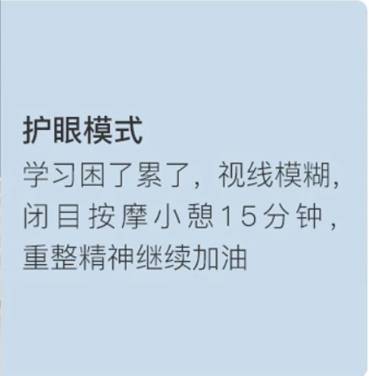 护眼模式
学习困了累了，视线模糊，
闭目按摩小憩15分钟，
重整精神继续加油